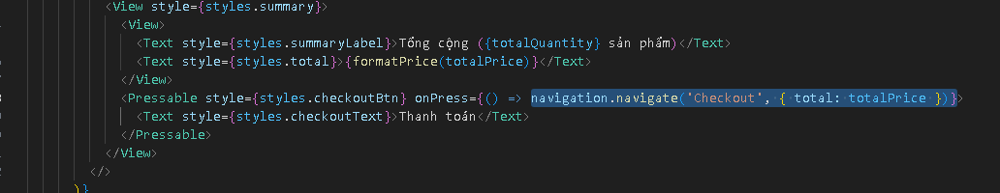 <View style={styles.summary}>
<View>
<Text style={styles.summaryLabel}>Tổng cộng ({totalQuantity} sản phẩm)</Text>
<Text style={styles.total}>{formatPrice(totalPrice)}</Text>
</View>
<Pressable style={styles.checkoutBtn} onPress={() => navigation.navigate('Checkout', { total: totalPrice })}>
<Text style={styles.checkoutText}>Thanh toán</Text>
</Pressable>
</View>
</>
)}